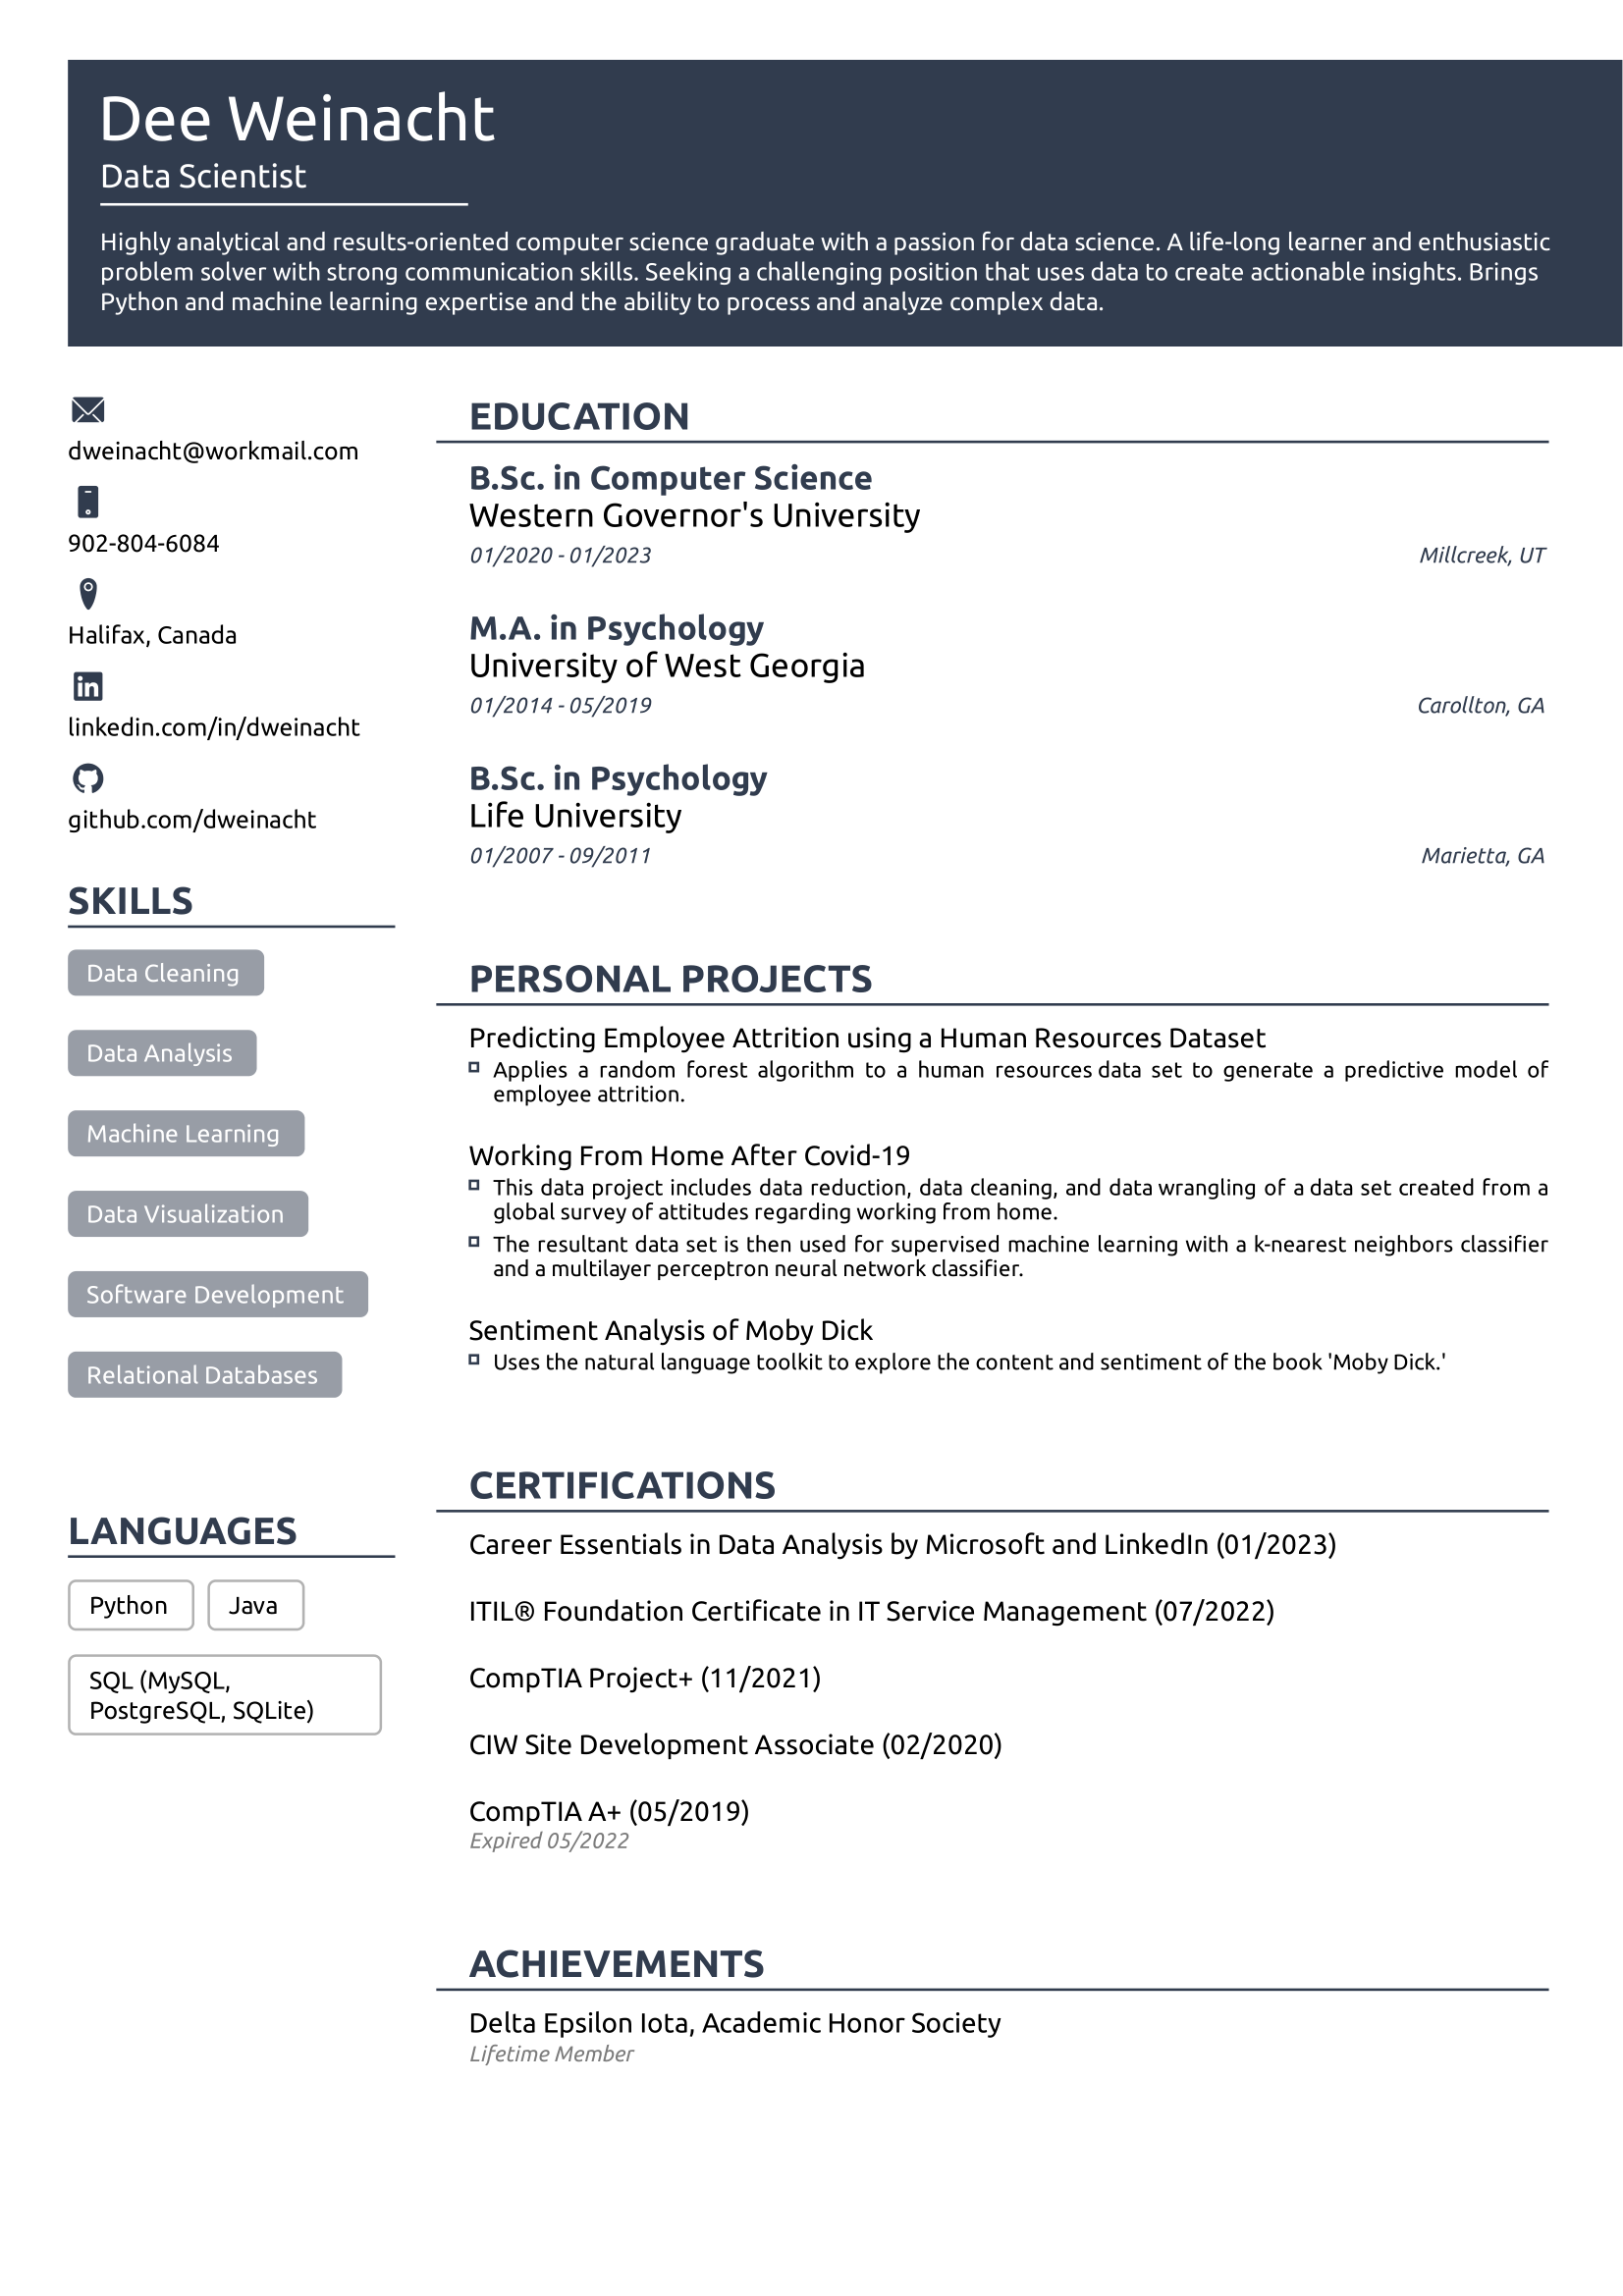 Dee Weinacht
Data Scientist
Highly analytical and results-oriented computer science graduate with a passion for data science. A life-long learner and enthusiastic
problem solver with strong communication skills. Seeking a challenging position that uses data to create actionable insights. Brings
Python and machine learning expertise and the ability to process and analyze complex data.
dweinacht@workmail.com
902-804-6084
Halifax, Canada
linkedin.com/in/dweinacht
github.com/dweinacht
SKILLS
Data Cleaning
Data Analysis
Machine Learning
Data Visualization
Software Development
Relational Databases
LANGUAGES
Python
Java
SQL (MySQL,
PostgreSQL, SQLite)
EDUCATION
B.Sc. in Computer Science
Western Governor's University
01/2020 - 01/2023 Millcreek, UT
M.A. in Psychology
University of West Georgia
01/2014 - 05/2019 Carollton, GA
B.Sc. in Psychology
Life University
01/2007 - 09/2011 Marietta, GA
PERSONAL PROJECTS
Predicting Employee Attrition using a Human Resources Dataset
Applies a random forest algorithm to a human resources data set to generate a predictive model of
employee attrition.
Working From Home After Covid-19
This data project includes data reduction, data cleaning, and data wrangling of a data set created from a
global survey of attitudes regarding working from home.
The resultant data set is then used for supervised machine learning with a k-nearest neighbors classifier
and a multilayer perceptron neural network classifier.
Sentiment Analysis of Moby Dick
Uses the natural language toolkit to explore the content and sentiment of the book 'Moby Dick.'
CERTIFICATIONS
Career Essentials in Data Analysis by Microsoft and LinkedIn (01/2023)
ITIL® Foundation Certificate in IT Service Management (07/2022)
CompTIA Project+ (11/2021)
CIW Site Development Associate (02/2020)
CompTIA A+ (05/2019)
Expired 05/2022
ACHIEVEMENTS
Delta Epsilon Iota, Academic Honor Society
Lifetime Member